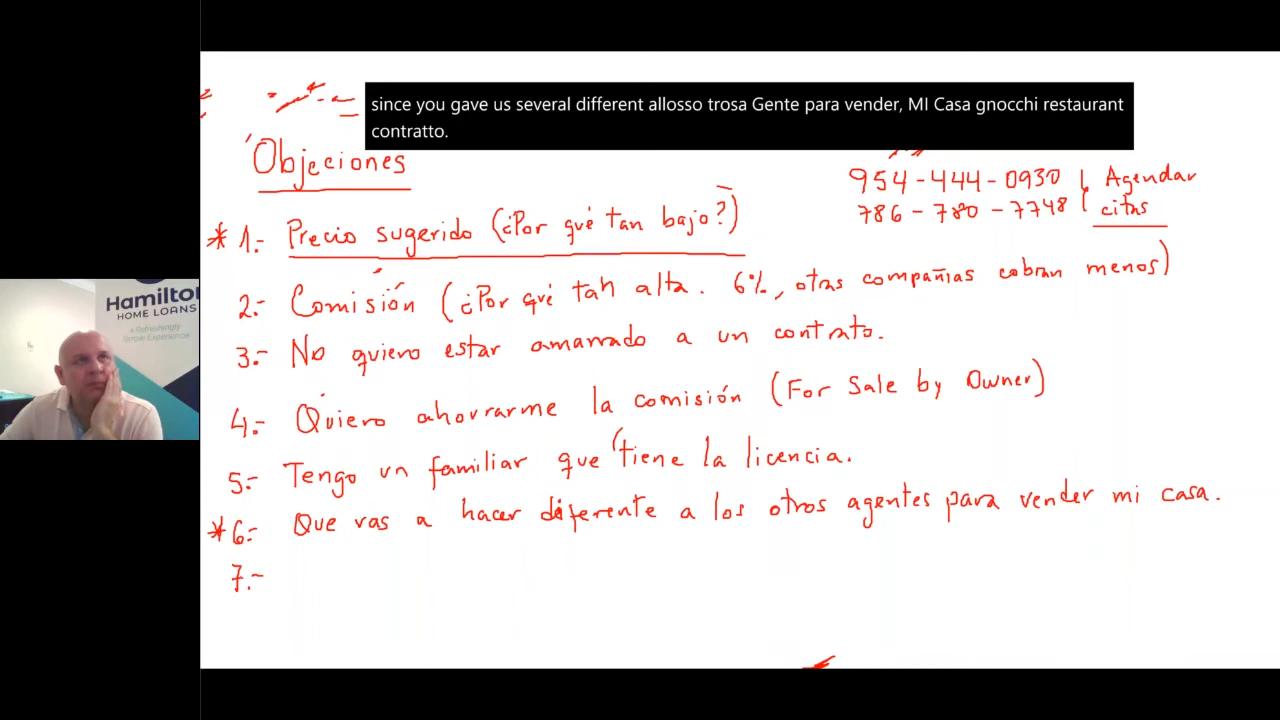 since you gave us several different allosso trosa Gente para vender, MI Casa gnocchi restaurant
contratto.
Objeciones
954-444-0930 Agendar
786-780-7748 citas
* 1.- Precio sugerido (¿Por qué tan bajo?)
2.- Comisión (¿Por qué tan alta. 6%, otras compañias cobran menos)
3.- No quiero estar amarrado a un contrato.
4.- Quiero ahorrarme la comisión (For Sale by Owner)
5.- Tengo un familiar que tiene la licencia.
* 6.- Que vas a hacer diferente a los otros agentes para vender mi casa.
7.-
Hamilton
HOME LOANS
a Refreshingly
Simple Experience